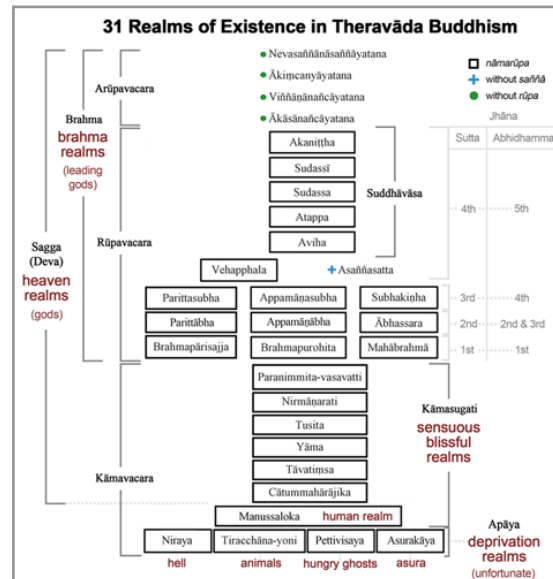 31 Realms of Existence in Theravāda Buddhism
Nevasaññānāsaññāyatana
Ākiṃcanyāyatana
Viññāṇānañcāyatana
Ākāsānañcāyatana
nāmarūpa
without saññā
without rūpa
Jhāna
Sutta
Abhidhamma
Arūpavacara
Brahma
brahma
realms
(leading
gods)
Akaniṭṭha
Sudassī
Sudassa
Atappa
Aviha
Suddhāvāsa
4th
5th
Rūpavacara
Sagga
(Deva)
heaven
realms
(gods)
Vehapphala
Asaññasatta
Parittasubha
Appamāṇasubha
Subhakiṇha
3rd
4th
Parittābha
Appamāṇābha
Ābhassara
2nd
2nd & 3rd
Brahmapārisajja
Brahmapurohita
Mahābrahmā
1st
1st
Paranimmita-vasavatti
Nirmāṇarati
Tusita
Yāma
Tāvatiṃsa
Cātummahārājika
Kāmasugati
sensuous
blissful
realms
Kāmavacara
Manussaloka human realm
Niraya
Tiracchāna-yoni
Pettivisaya
Asurakāya
hell
animals
hungry ghosts
asura
Apāya
deprivation
realms
(unfortunate)